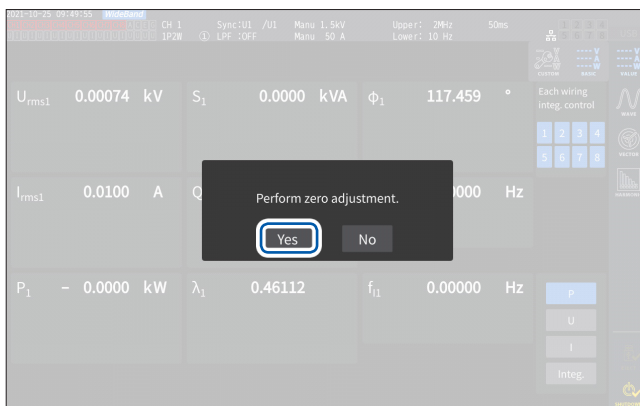 2021-10-25 09:49:55 WideBand
CH 1 Sync:U1 /U1 Manu 1.5kV Upper: 2MHz 50ms
1P2W ① LPF :OFF Manu 50 A Lower: 10 Hz
USB
CUSTOM BASIC VALUE
Urms1 0.00074 kV S1 0.0000 kVA Φ1 117.459 °
Each wiring
integ. control
1 2 3 4
5 6 7 8
WAVE
VECTOR
Irms1 0.0100 A Q 0000 Hz
Perform zero adjustment.
Yes No
P1 - 0.0000 kW λ1 0.46112 fI1 0.00000 Hz
P
U
I
Integ.